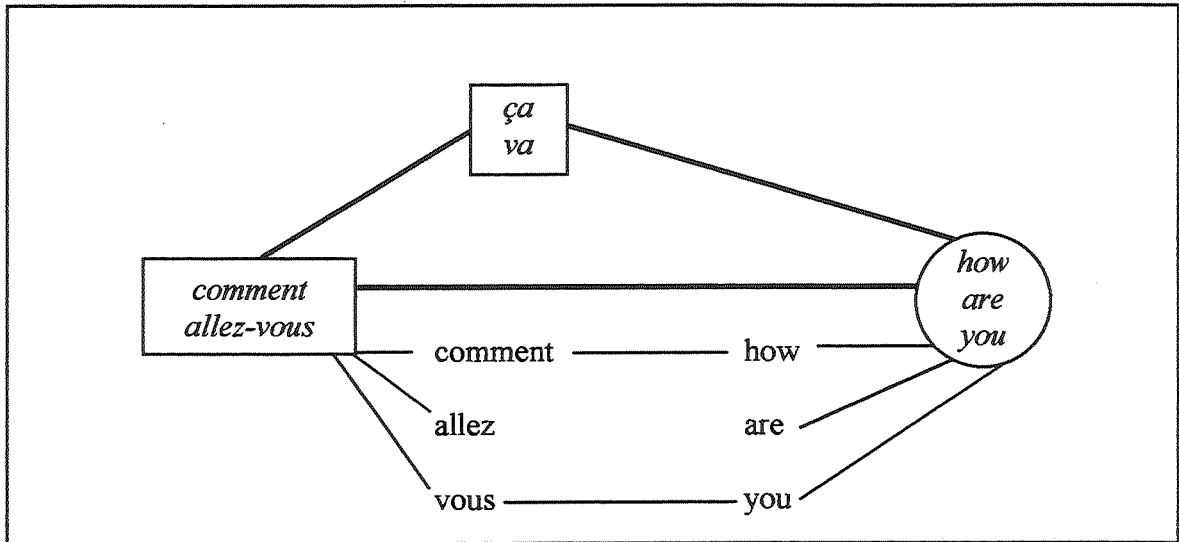 ça
va
comment
allez-vous
how
are
you
comment
how
allez
are
vous
you